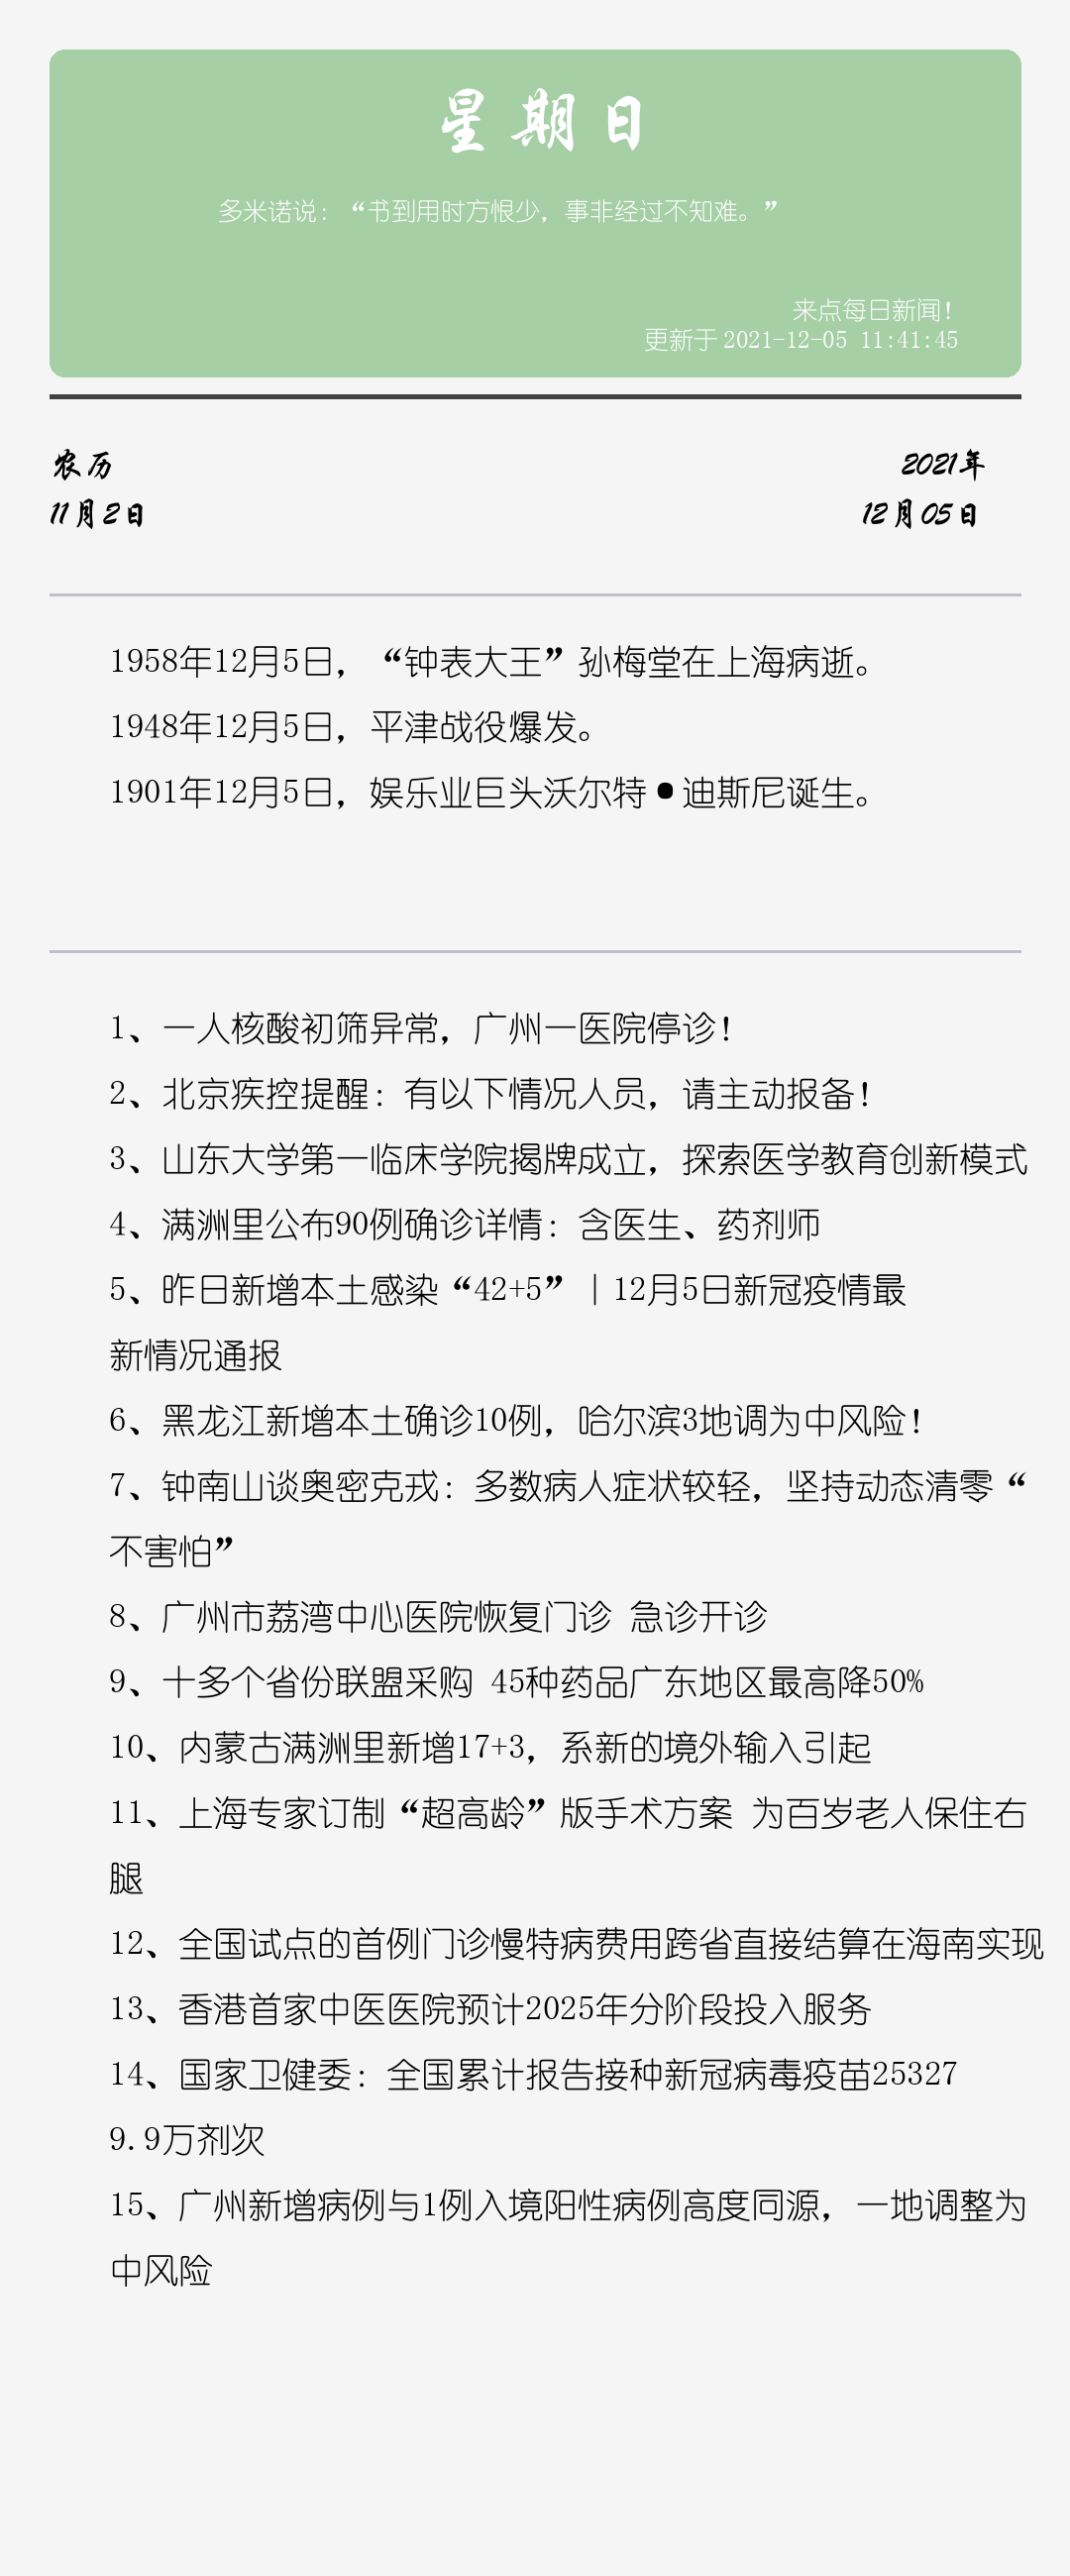 星期日
多米诺说：“书到用时方恨少，事非经过不知难。”
来点每日新闻！
更新于 2021-12-05 11:41:45
农历
2021年
11月2日
12月05日
1958年12月5日，“钟表大王”孙梅堂在上海病逝。
1948年12月5日，平津战役爆发。
1901年12月5日，娱乐业巨头沃尔特•迪斯尼诞生。
1、一人核酸初筛异常，广州一医院停诊！
2、北京疾控提醒：有以下情况人员，请主动报备！
3、山东大学第一临床学院揭牌成立，探索医学教育创新模式
4、满洲里公布90例确诊详情：含医生、药剂师
5、昨日新增本土感染“42+5”｜12月5日新冠疫情最
新情况通报
6、黑龙江新增本土确诊10例，哈尔滨3地调为中风险！
7、钟南山谈奥密克戎：多数病人症状较轻，坚持动态清零“
不害怕”
8、广州市荔湾中心医院恢复门诊 急诊开诊
9、十多个省份联盟采购 45种药品广东地区最高降50%
10、内蒙古满洲里新增17+3，系新的境外输入引起
11、上海专家订制“超高龄”版手术方案 为百岁老人保住右
腿
12、全国试点的首例门诊慢特病费用跨省直接结算在海南实现
13、香港首家中医医院预计2025年分阶段投入服务
14、国家卫健委：全国累计报告接种新冠病毒疫苗25327
9.9万剂次
15、广州新增病例与1例入境阳性病例高度同源，一地调整为
中风险